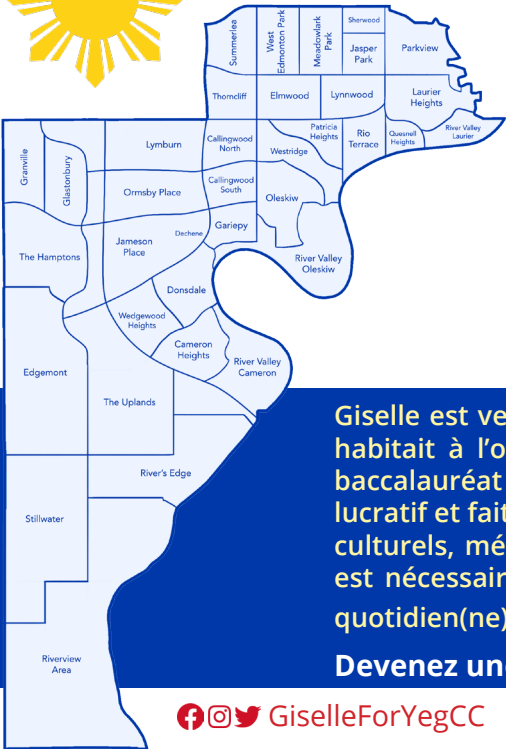 Summerlea
West
Edmonton Park
Meadowlark
Park
Sherwood
Jasper
Park
Parkview
Thorncliff
Elmwood
Lynnwood
Laurier
Heights
Granville
Glastonbury
Lymburn
Callingwood
North
Patricia
Heights
Westridge
Rio
Terrace
Quesnell
Heights
River Valley
Laurier
Ormsby Place
Callingwood
South
Oleskiw
The Hamptons
Jameson
Place
Dechene
Gariepy
River Valley
Oleskiw
Donsdale
Wedgewood
Heights
Cameron
Heights
River Valley
Cameron
Edgemont
The Uplands
River's Edge
Stillwater
Riverview
Area
Giselle est ve
habitait à l'o
baccalauréat
lucratif et fait
culturels, mé
est nécessair
quotidien(ne)
Devenez un
GiselleForYegCC